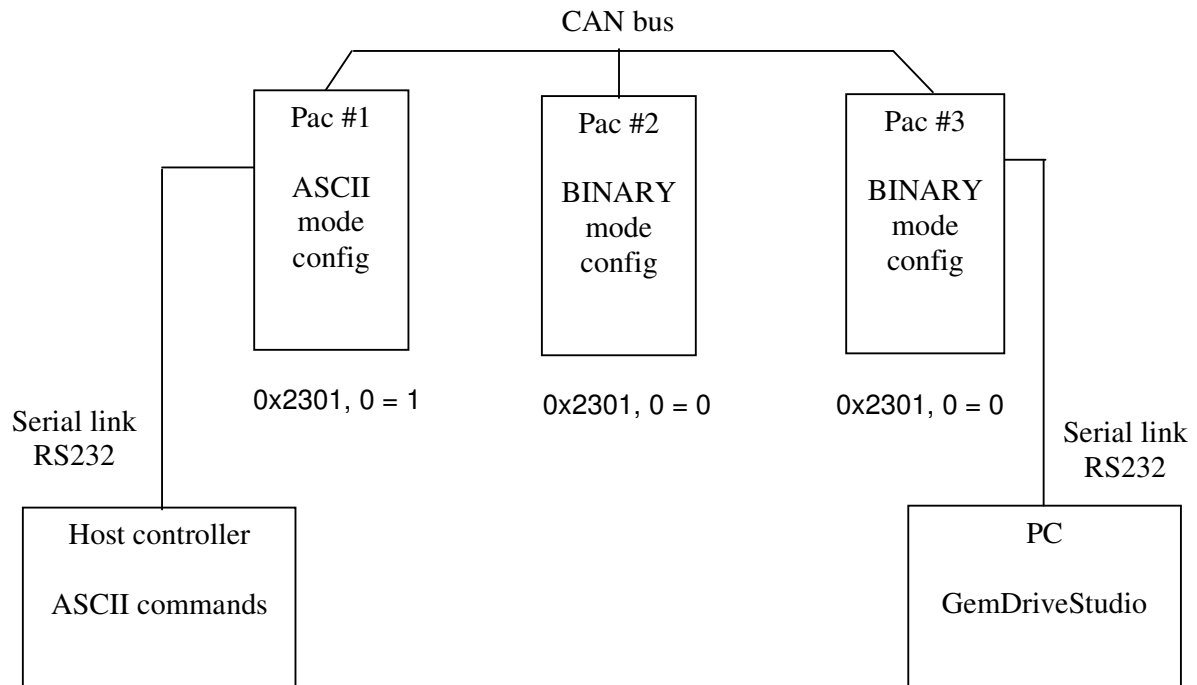 CAN bus
Pac #1
ASCII
mode
config
Pac #2
BINARY
mode
config
Pac #3
BINARY
mode
config
0x2301, 0 = 1
0x2301, 0 = 0
0x2301, 0 = 0
Serial link
RS232
Serial link
RS232
Host controller
ASCII commands
PC
GemDriveStudio